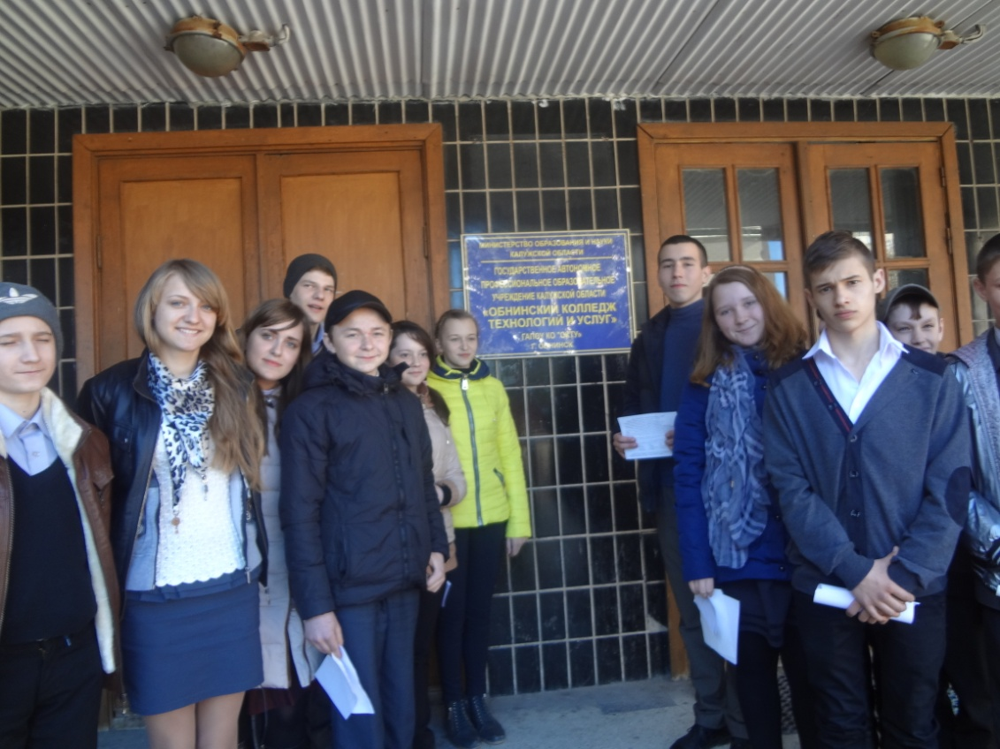 МИНИСТЕРСТВО ОБРАЗОВАНИЯ И НАУКИ
КАЛУЖСКОЙ ОБЛАСТИ
ГОСУДАРСТВЕННОЕ АВТОНОМНОЕ
ПРОФЕССИОНАЛЬНОЕ ОБРАЗОВАТЕЛЬНОЕ
УЧРЕЖДЕНИЕ КАЛУЖСКОЙ ОБЛАСТИ
«ОБНИНСКИЙ КОЛЛЕДЖ
ТЕХНОЛОГИЙ И УСЛУГ»
ГАПОУ КО "ОКТУ"
Г. ОБНИНСК